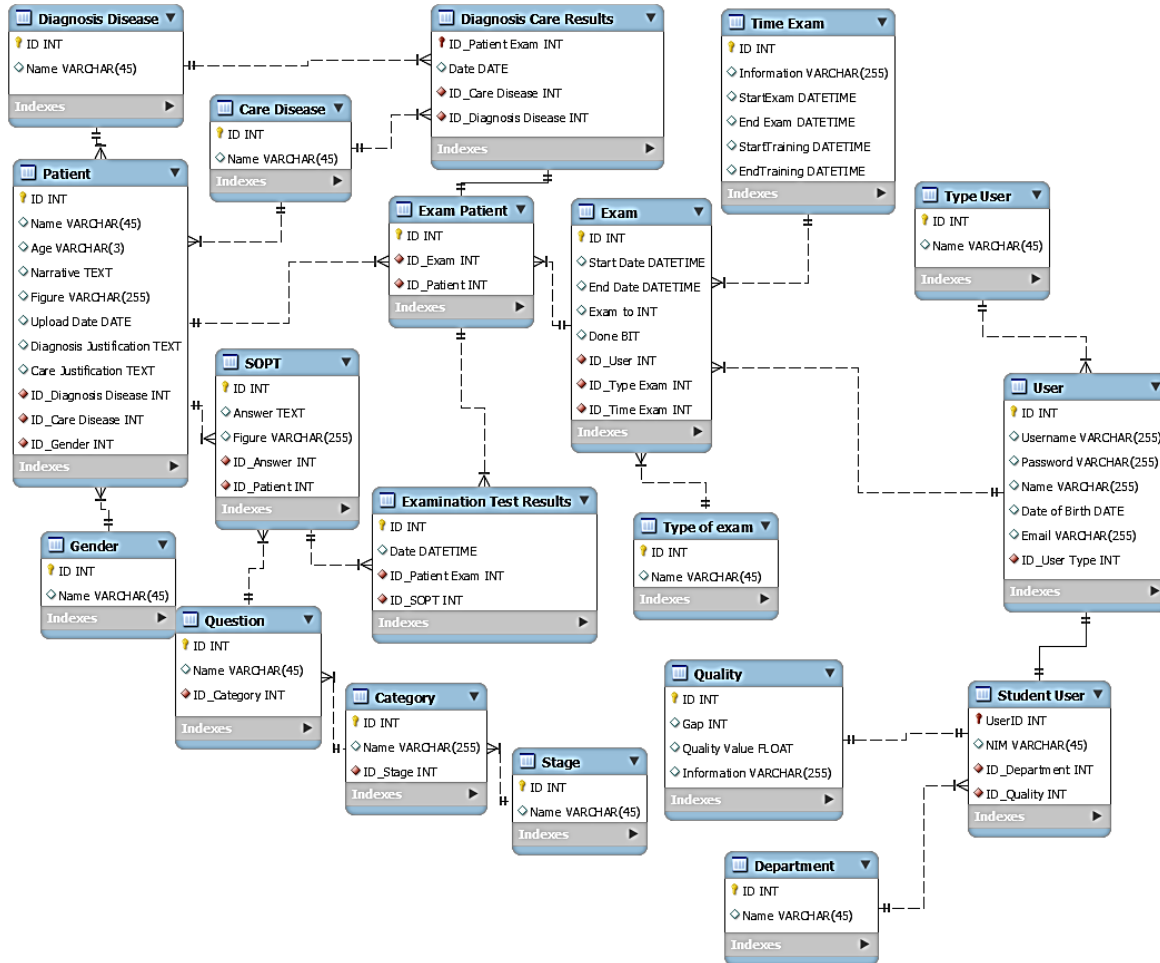 Diagnosis Disease
ID INT
Name VARCHAR(45)
Indexes
Diagnosis Care Results
ID_Patient Exam INT
Date DATE
ID_Care Disease INT
ID_Diagnosis Disease INT
Indexes
Time Exam
ID INT
Information VARCHAR(255)
StartExam DATETIME
End Exam DATETIME
StartTraining DATETIME
EndTraining DATETIME
Indexes
Care Disease
ID INT
Name VARCHAR(45)
Indexes
Patient
ID INT
Name VARCHAR(45)
Age VARCHAR(3)
Narrative TEXT
Figure VARCHAR(255)
Upload Date DATE
Diagnosis Justification TEXT
Care Justification TEXT
ID_Diagnosis Disease INT
ID_Care Disease INT
ID_Gender INT
Indexes
Exam Patient
ID INT
ID_Exam INT
ID_Patient INT
Indexes
Exam
ID INT
Start Date DATETIME
End Date DATETIME
Exam to INT
Done BIT
ID_User INT
ID_Type Exam INT
ID_Time Exam INT
Indexes
Type User
ID INT
Name VARCHAR(45)
Indexes
SOPT
ID INT
Answer TEXT
Figure VARCHAR(255)
ID_Answer INT
ID_Patient INT
Indexes
User
ID INT
Username VARCHAR(255)
Password VARCHAR(255)
Name VARCHAR(255)
Date of Birth DATE
Email VARCHAR(255)
ID_User Type INT
Indexes
Examination Test Results
ID INT
Date DATETIME
ID_Patient Exam INT
ID_SOPT INT
Indexes
Type of exam
ID INT
Name VARCHAR(45)
Indexes
Gender
ID INT
Name VARCHAR(45)
Indexes
Question
ID INT
Name VARCHAR(45)
ID_Category INT
Indexes
Category
ID INT
Name VARCHAR(255)
ID_Stage INT
Indexes
Stage
ID INT
Name VARCHAR(45)
Indexes
Quality
ID INT
Gap INT
Quality Value FLOAT
Information VARCHAR(255)
Indexes
Student User
UserID INT
NIM VARCHAR(45)
ID_Department INT
ID_Quality INT
Indexes
Department
ID INT
Name VARCHAR(45)
Indexes